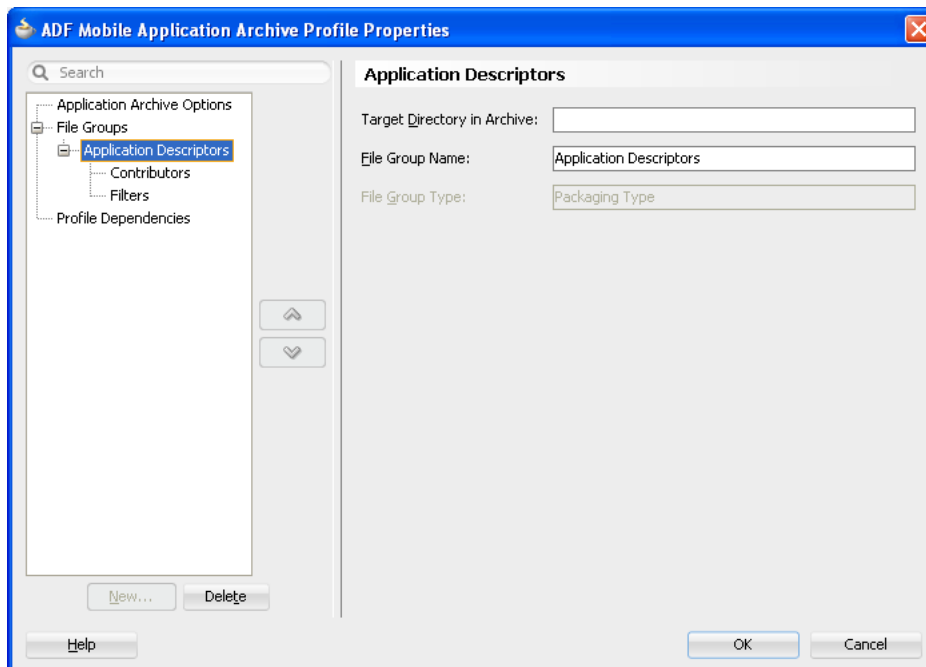 ADF Mobile Application Archive Profile Properties
Search
Application Archive Options
File Groups
Application Descriptors
Contributors
Filters
Profile Dependencies
New...
Delete
Application Descriptors
Target Directory in Archive:
File Group Name:
Application Descriptors
File Group Type:
Packaging Type
Help
OK
Cancel